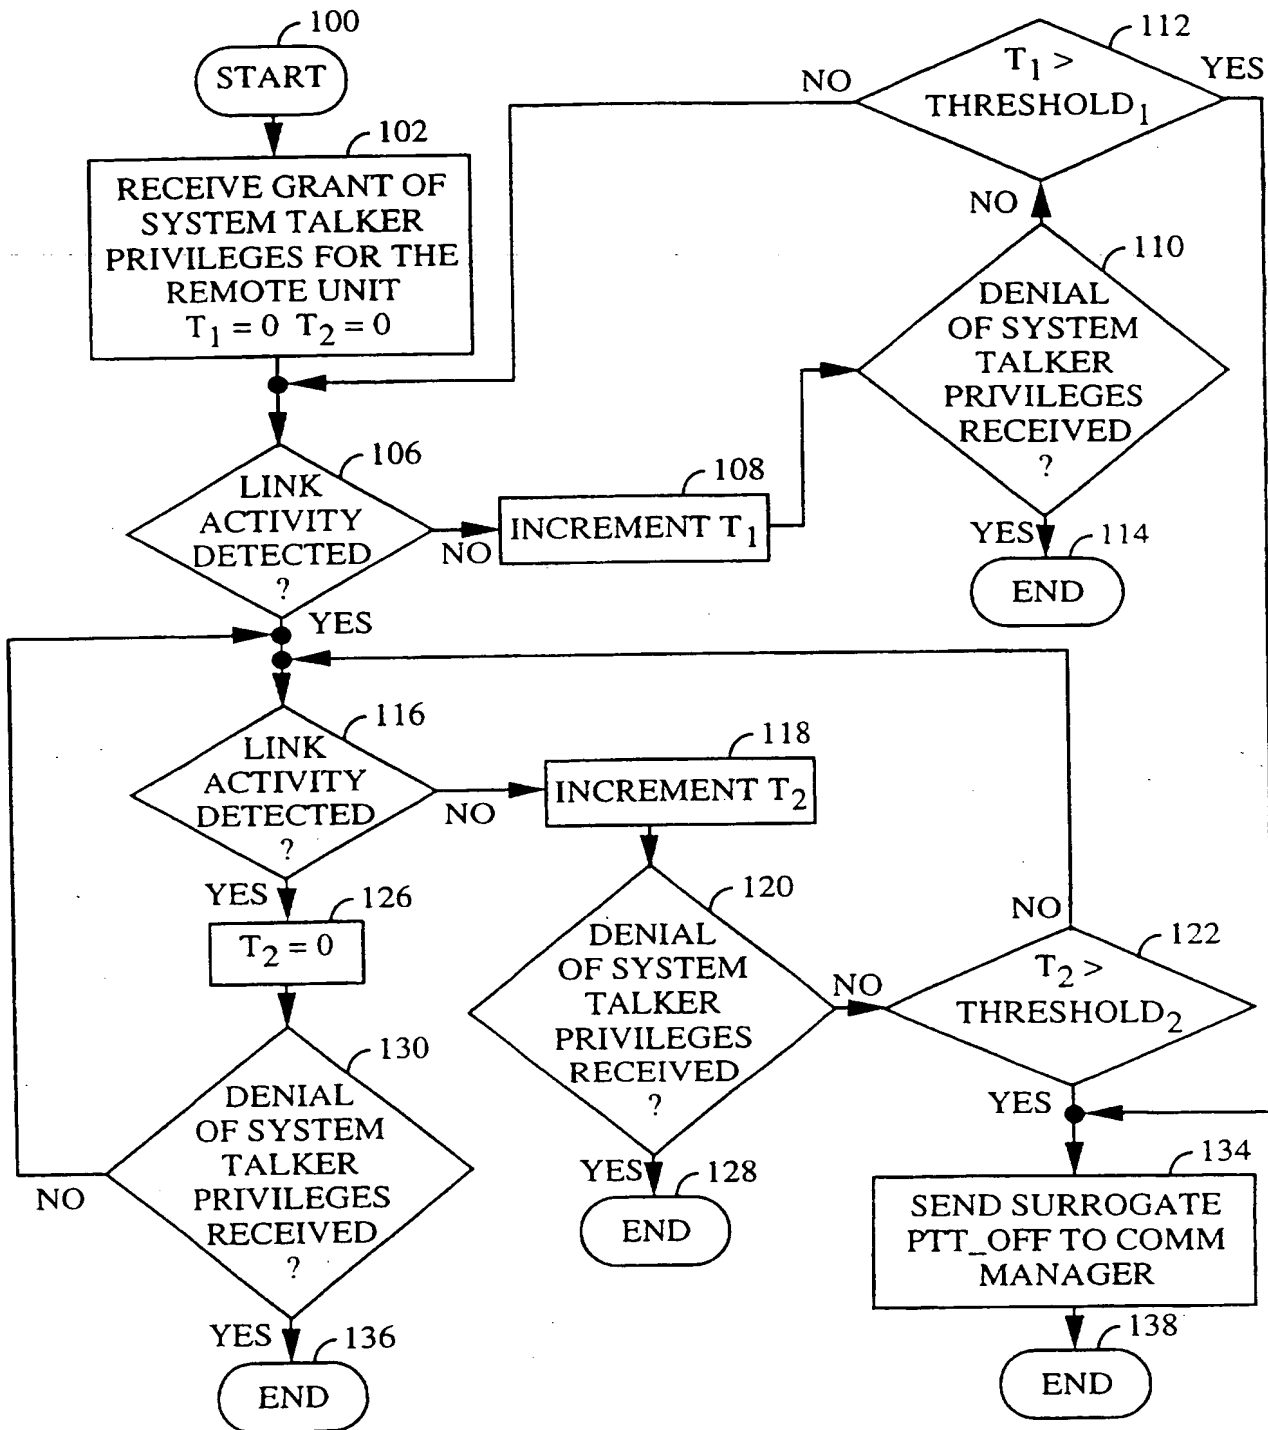 100
START
102
RECEIVE GRANT OF
SYSTEM TALKER
PRIVILEGES FOR THE
REMOTE UNIT
T1 = 0 T2 = 0
112
T1 >
THRESHOLD1
NO
YES
NO
110
DENIAL
OF SYSTEM
TALKER
PRIVILEGES
RECEIVED
?
YES
114
END
106
LINK
ACTIVITY
DETECTED
?
NO
108
INCREMENT T1
YES
116
LINK
ACTIVITY
DETECTED
?
NO
118
INCREMENT T2
YES
126
T2 = 0
120
DENIAL
OF SYSTEM
TALKER
PRIVILEGES
RECEIVED
?
NO
NO
122
T2 >
THRESHOLD2
YES
130
DENIAL
OF SYSTEM
TALKER
PRIVILEGES
RECEIVED
?
NO
YES
128
END
134
SEND SURROGATE
PTT_OFF TO COMM
MANAGER
YES
136
END
138
END